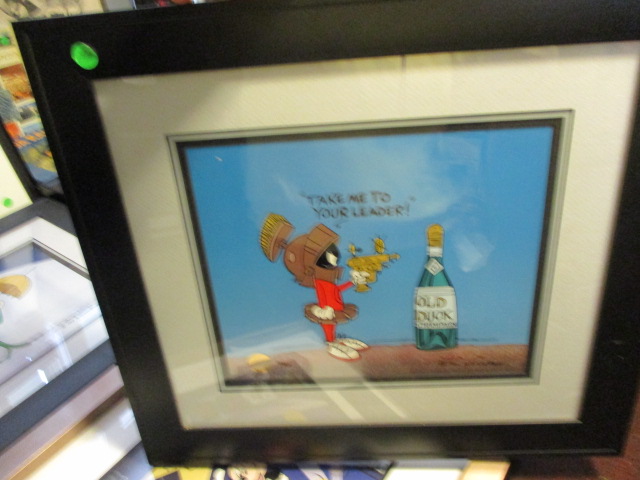 "TAKE ME TO
YOUR LEADER!"
OLD
DUCK